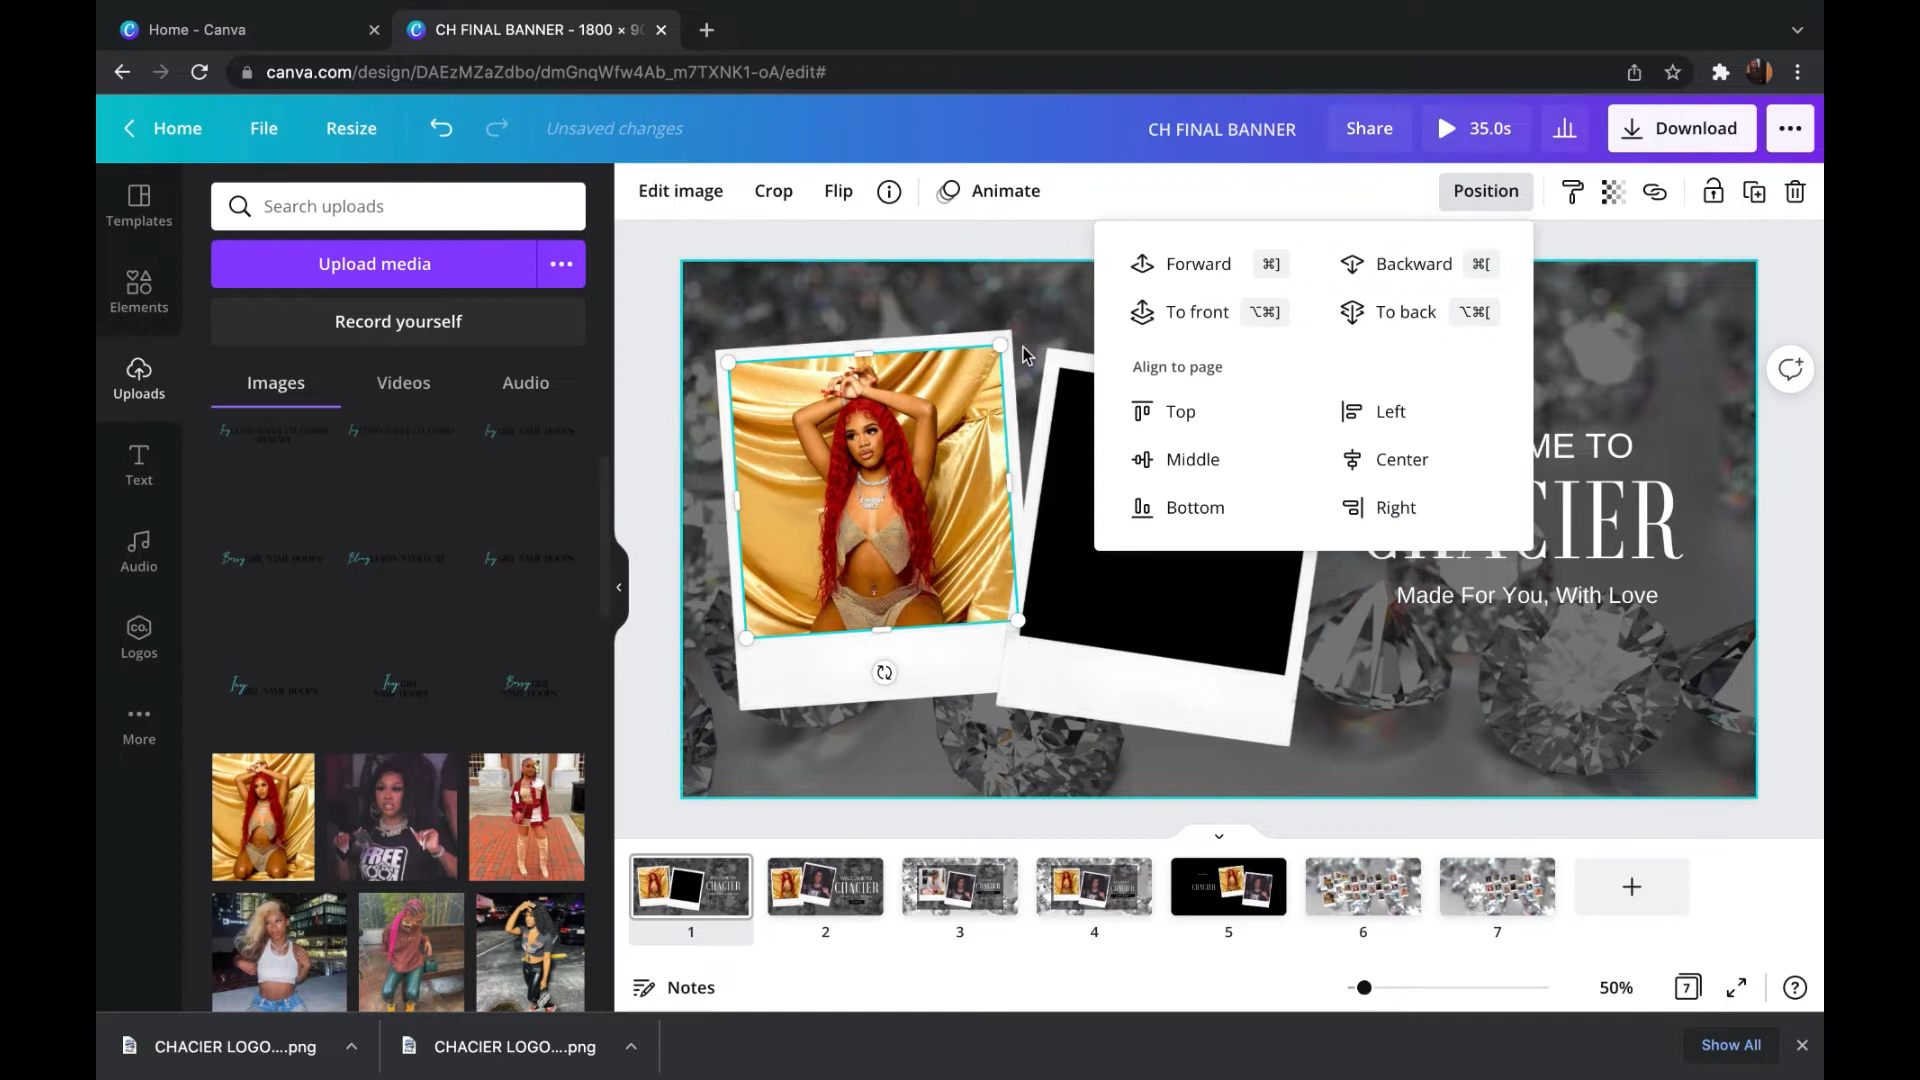 Home - Canva
CH FINAL BANNER - 1800 × 90
canva.com/design/DAEzMZaZdbo/dmGnqWfw4Ab_m7TXNK1-oA/edit#
Home
File
Resize
Unsaved changes
CH FINAL BANNER
Share
35.0s
Download
Templates
Elements
Uploads
Text
Audio
Logos
More
Search uploads
Upload media
Record yourself
Images
Videos
Audio
Edit image
Crop
Flip
Animate
Position
Forward ⌘]
Backward ⌘[
To front ⌥⌘]
To back ⌥⌘[
Align to page
Top
Left
Middle
Center
Bottom
Right
ME TO
CHACIER
Made For You, With Love
FREE
CO.
1
2
3
4
5
6
7
Notes
50%
7
CHACIER LOGO....png
CHACIER LOGO....png
Show All